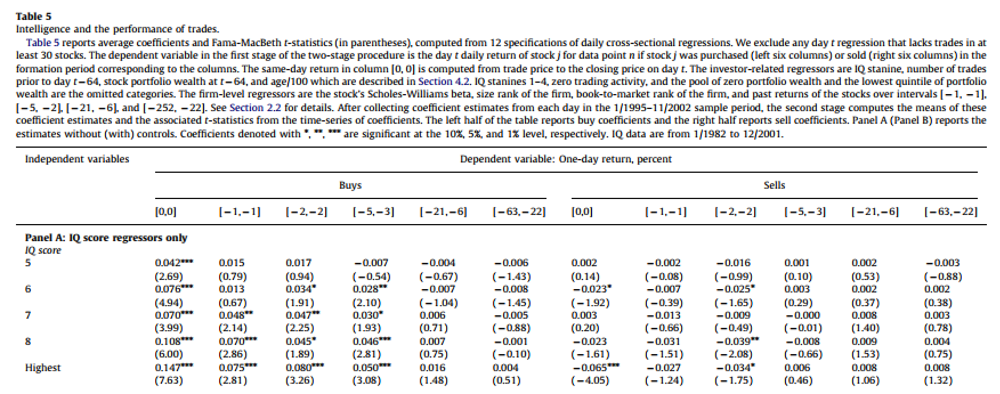 Table 5
Intelligence and the performance of trades.
Table 5 reports average coefficients and Fama-MacBeth t-statistics (in parentheses), computed from 12 specifications of daily cross-sectional regressions. We exclude any day t regression that lacks trades in at
least 30 stocks. The dependent variable in the first stage of the two-stage procedure is the day t daily return of stock j for data point n if stock j was purchased (left six columns) or sold (right six columns) in the
formation period corresponding to the columns. The same-day return in column [0, 0] is computed from trade price to the closing price on day t. The investor-related regressors are IQ stanine, number of trades
prior to day t−64, stock portfolio wealth at t−64, and age/100 which are described in Section 4.2. IQ stanines 1–4, zero trading activity, and the pool of zero portfolio wealth and the lowest quintile of portfolio
wealth are the omitted categories. The firm-level regressors are the stock's Scholes-Williams beta, size rank of the firm, book-to-market rank of the firm, and past returns of the stocks over intervals [−1, −1],
[−5, −2], [−21, −6], and [−252, −22]. See Section 2.2 for details. After collecting coefficient estimates from each day in the 1/1995–11/2002 sample period, the second stage computes the means of these
coefficient estimates and the associated t-statistics from the time-series of coefficients. The left half of the table reports buy coefficients and the right half reports sell coefficients. Panel A (Panel B) reports the
estimates without (with) controls. Coefficients denoted with *, **, *** are significant at the 10%, 5%, and 1% level, respectively. IQ data are from 1/1982 to 12/2001.
Independent variables Dependent variable: One-day return, percent
Buys Sells
[0,0] [−1,−1] [−2,−2] [−5,−3] [−21,−6] [−63,−22] [0,0] [−1,−1] [−2,−2] [−5,−3] [−21,−6] [−63,−22]
Panel A: IQ score regressors only
IQ score
5 0.042*** 0.015 0.017 −0.007 −0.004 −0.006 0.002 −0.002 −0.016 0.001 0.002 −0.003
(2.69) (0.79) (0.94) (−0.54) (−0.67) (−1.43) (0.14) (−0.08) (−0.99) (0.10) (0.53) (−0.88)
6 0.076*** 0.013 0.034* 0.028** −0.007 −0.008 −0.023* −0.007 −0.025* 0.003 0.002 0.002
(4.94) (0.67) (1.91) (2.10) (−1.04) (−1.45) (−1.92) (−0.39) (−1.65) (0.29) (0.37) (0.38)
7 0.070*** 0.048** 0.047** 0.030* 0.006 −0.005 0.003 −0.013 −0.009 −0.000 0.008 0.003
(3.99) (2.14) (2.25) (1.93) (0.71) (−0.88) (0.20) (−0.66) (−0.49) (−0.01) (1.40) (0.78)
8 0.108*** 0.070*** 0.045* 0.046*** 0.007 −0.001 −0.023 −0.031 −0.039** −0.008 0.009 0.004
(6.00) (2.86) (1.89) (2.81) (0.75) (−0.10) (−1.61) (−1.51) (−2.08) (−0.66) (1.53) (0.75)
Highest 0.147*** 0.075*** 0.080*** 0.050*** 0.016 0.004 −0.065*** −0.027 −0.034* 0.006 0.008 0.008
(7.63) (2.81) (3.26) (3.08) (1.48) (0.51) (−4.05) (−1.24) (−1.75) (0.46) (1.06) (1.32)